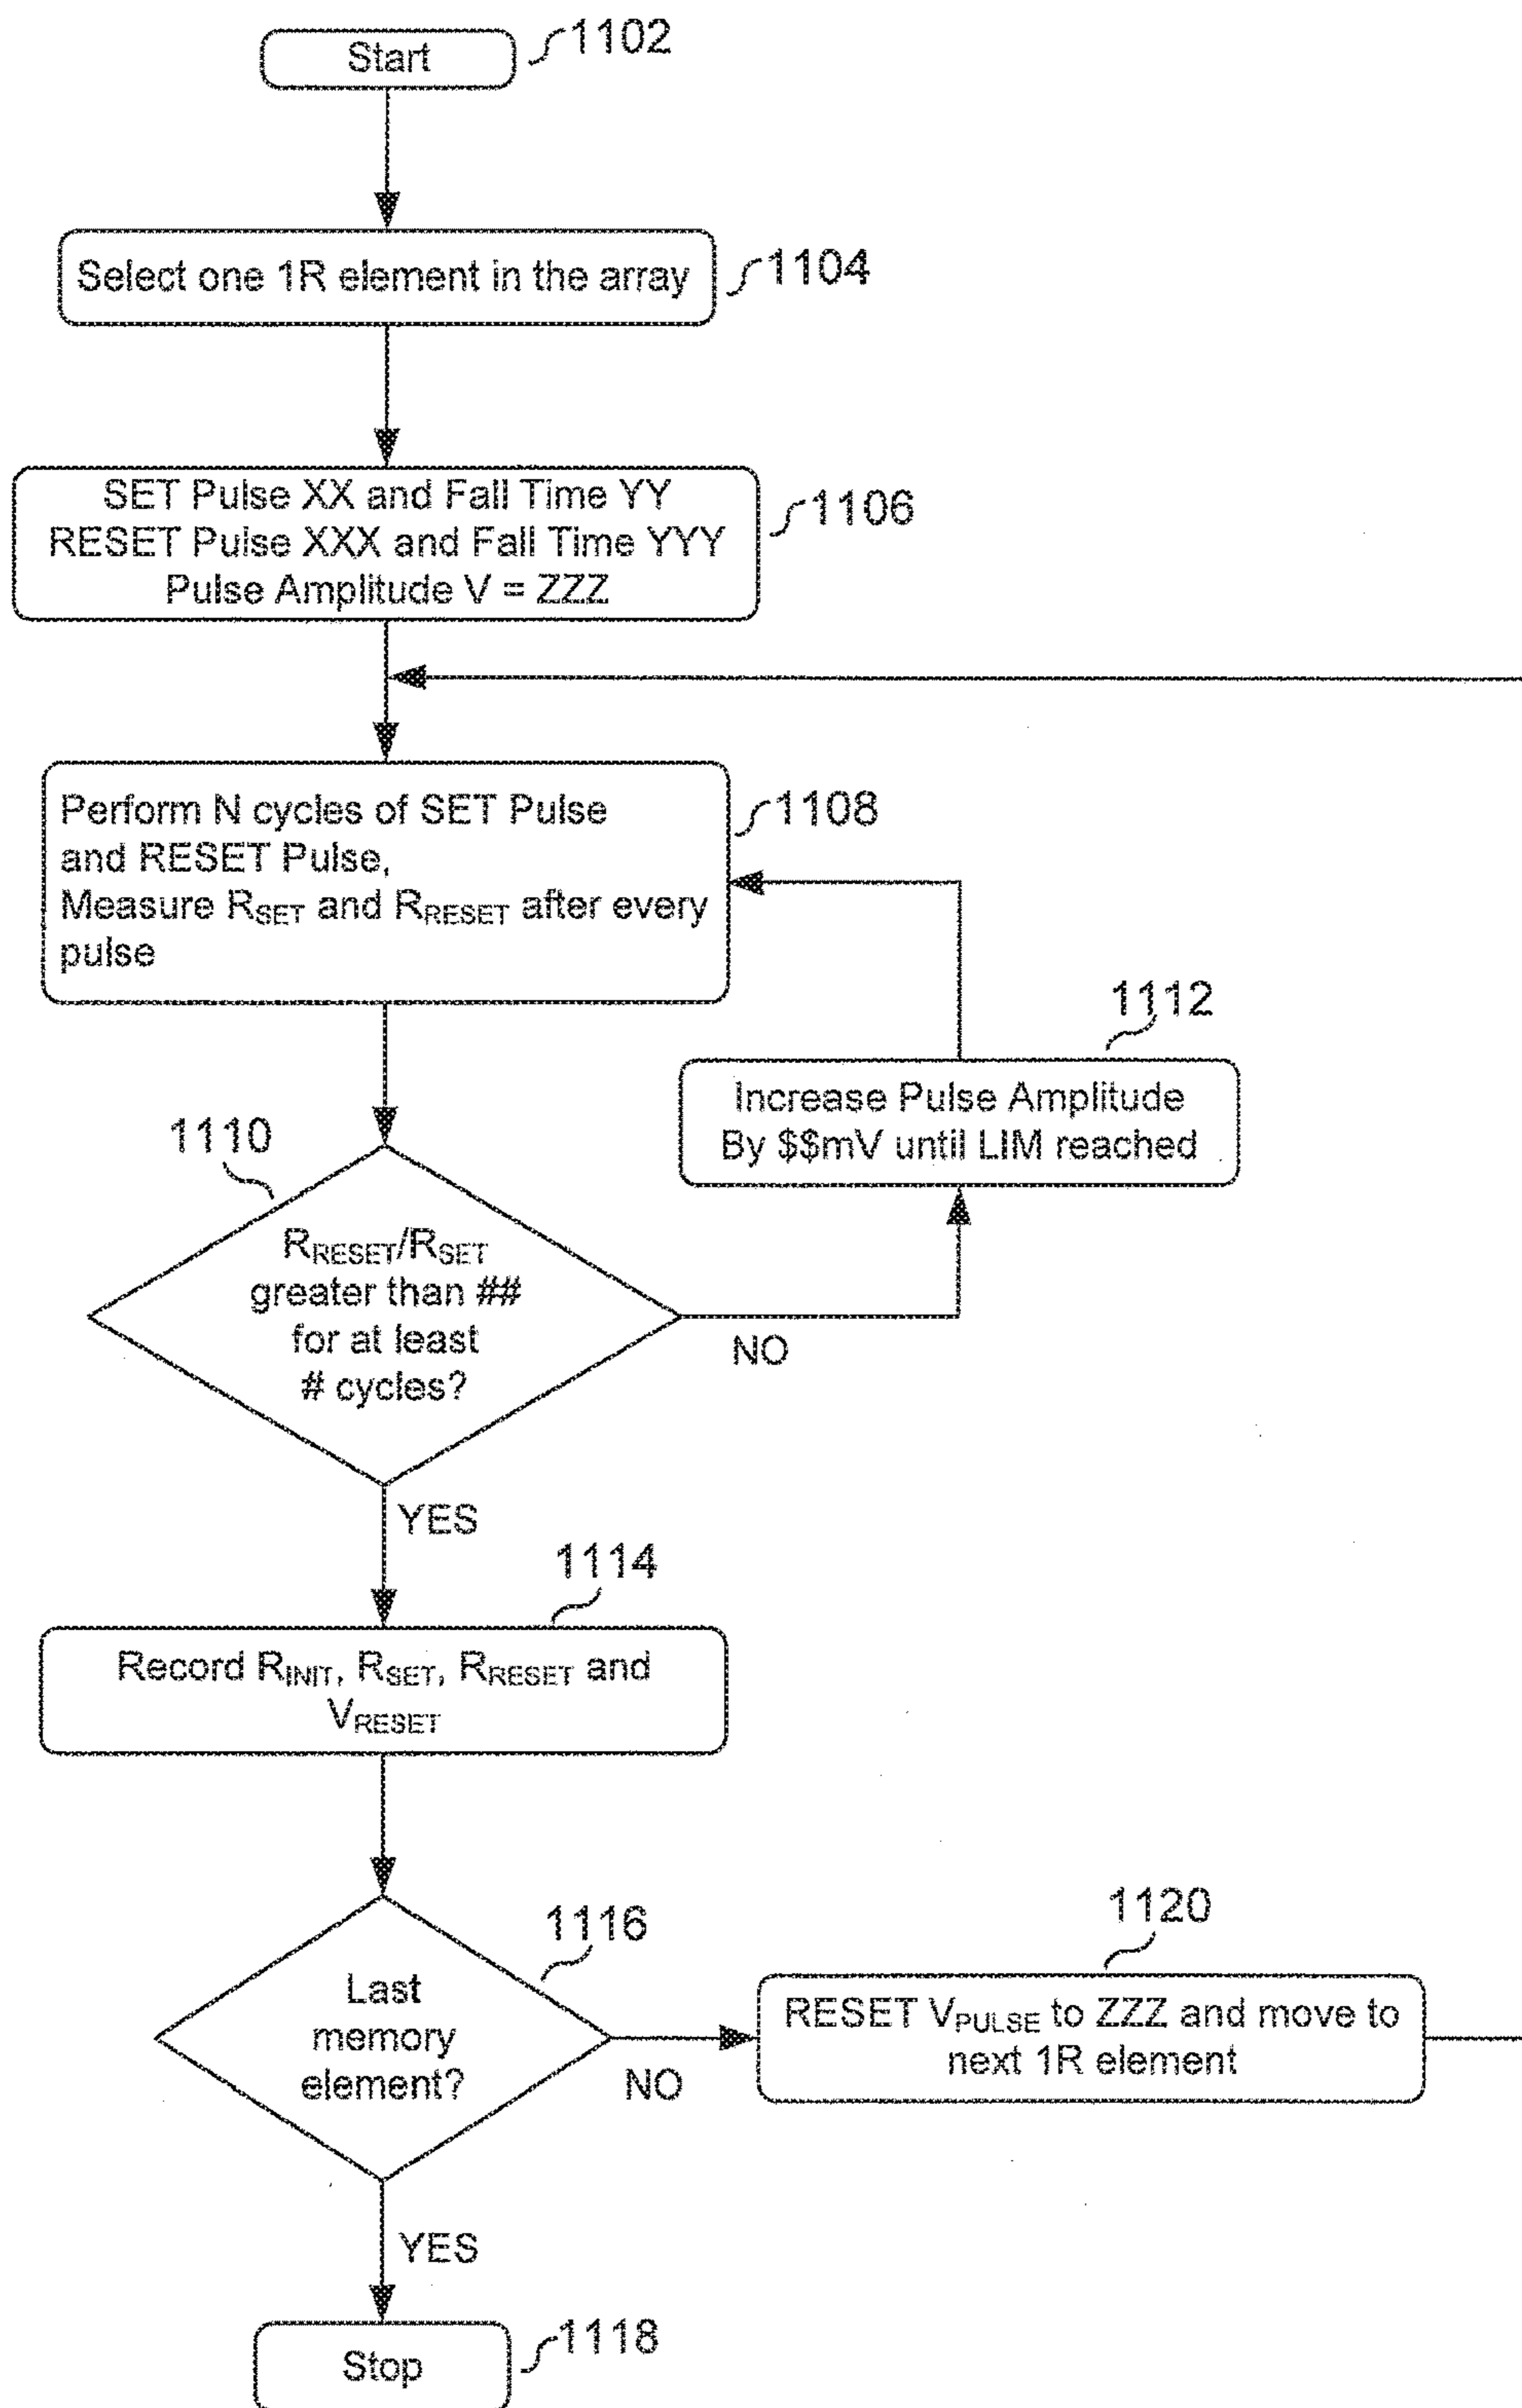 Start
1102
Select one 1R element in the array
1104
SET Pulse XX and Fall Time YY
RESET Pulse XXX and Fall Time YYY
Pulse Amplitude V = ZZZ
1106
Perform N cycles of SET Pulse
and RESET Pulse,
Measure RSET and RRESET after every
pulse
1108
1112
Increase Pulse Amplitude
By $$mV until LIM reached
1110
RRESET/RSET
greater than ##
for at least
# cycles?
NO
YES
1114
Record RINIT, RSET, RRESET and
VRESET
1116
Last
memory
element?
NO
1120
RESET VPULSE to ZZZ and move to
next 1R element
YES
Stop
1118